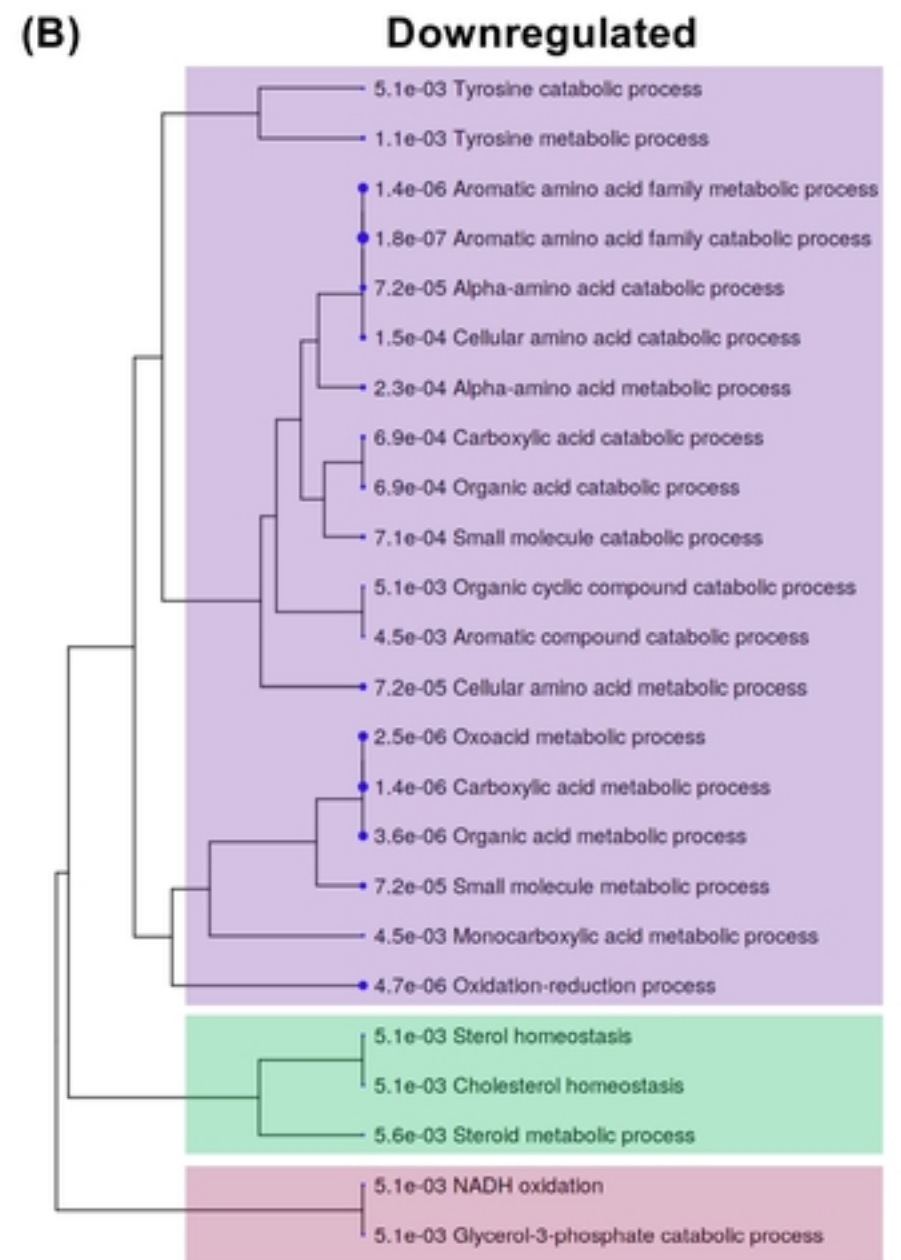 (B) Downregulated
5.1e-03 Tyrosine catabolic process
1.1e-03 Tyrosine metabolic process
1.4e-06 Aromatic amino acid family metabolic process
1.8e-07 Aromatic amino acid family catabolic process
7.2e-05 Alpha-amino acid catabolic process
1.5e-04 Cellular amino acid catabolic process
2.3e-04 Alpha-amino acid metabolic process
6.9e-04 Carboxylic acid catabolic process
6.9e-04 Organic acid catabolic process
7.1e-04 Small molecule catabolic process
5.1e-03 Organic cyclic compound catabolic process
4.5e-03 Aromatic compound catabolic process
7.2e-05 Cellular amino acid metabolic process
2.5e-06 Oxoacid metabolic process
1.4e-06 Carboxylic acid metabolic process
3.6e-06 Organic acid metabolic process
7.2e-05 Small molecule metabolic process
4.5e-03 Monocarboxylic acid metabolic process
4.7e-06 Oxidation-reduction process
5.1e-03 Sterol homeostasis
5.1e-03 Cholesterol homeostasis
5.6e-03 Steroid metabolic process
5.1e-03 NADH oxidation
5.1e-03 Glycerol-3-phosphate catabolic process